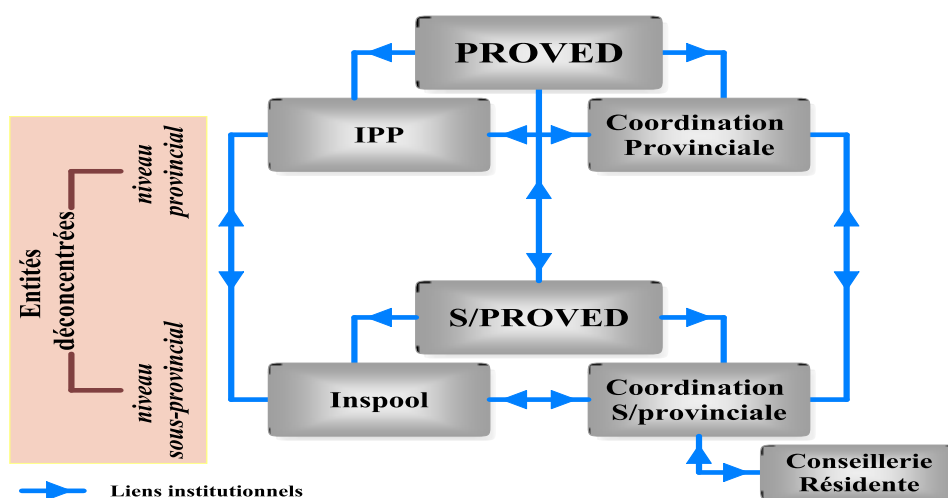 PROVED
IPP
Coordination
Provinciale
Entités
déconcentrées
niveau
provincial
niveau
sous-provincial
S/PROVED
Inspool
Coordination
S/provinciale
Conseillerie
Résidente
Liens institutionnels